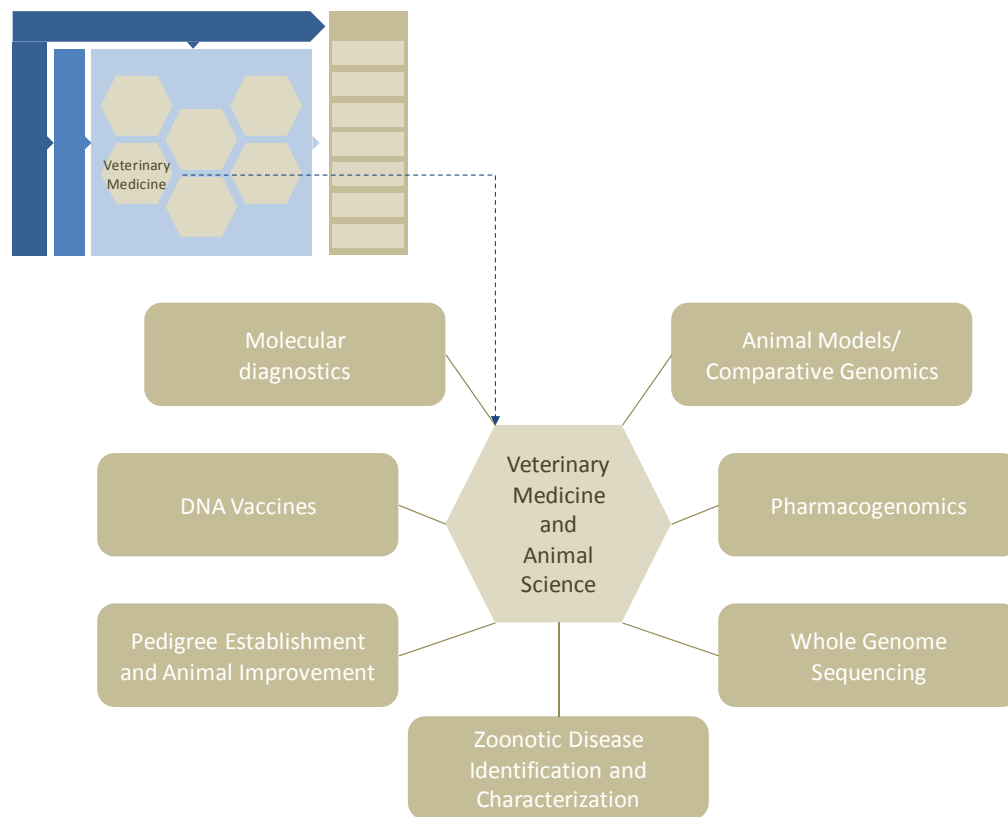 Veterinary
Medicine
Molecular
diagnostics
Animal Models/
Comparative Genomics
Veterinary
Medicine
and
Animal
Science
DNA Vaccines
Pharmacogenomics
Pedigree Establishment
and Animal Improvement
Whole Genome
Sequencing
Zoonotic Disease
Identification and
Characterization